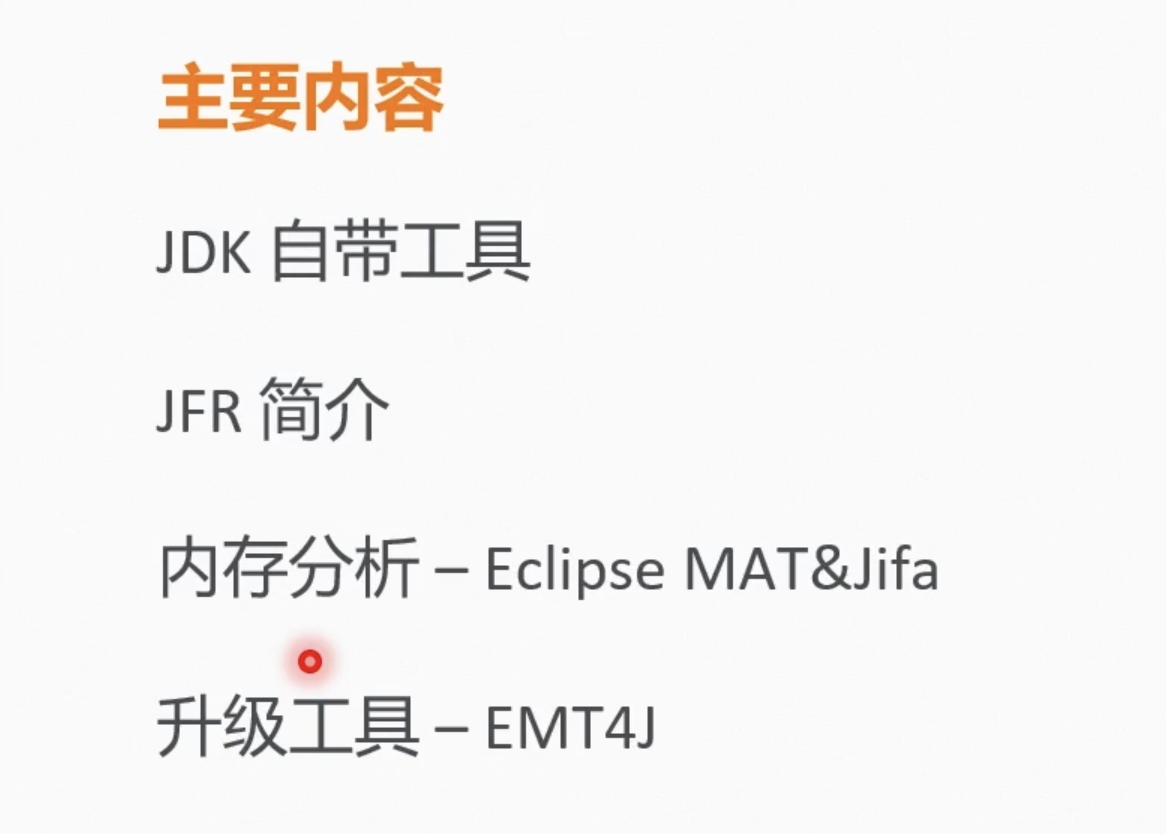 主要内容
JDK 自带工具
JFR 简介
内存分析 – Eclipse MAT&Jifa
升级工具 – EMT4J